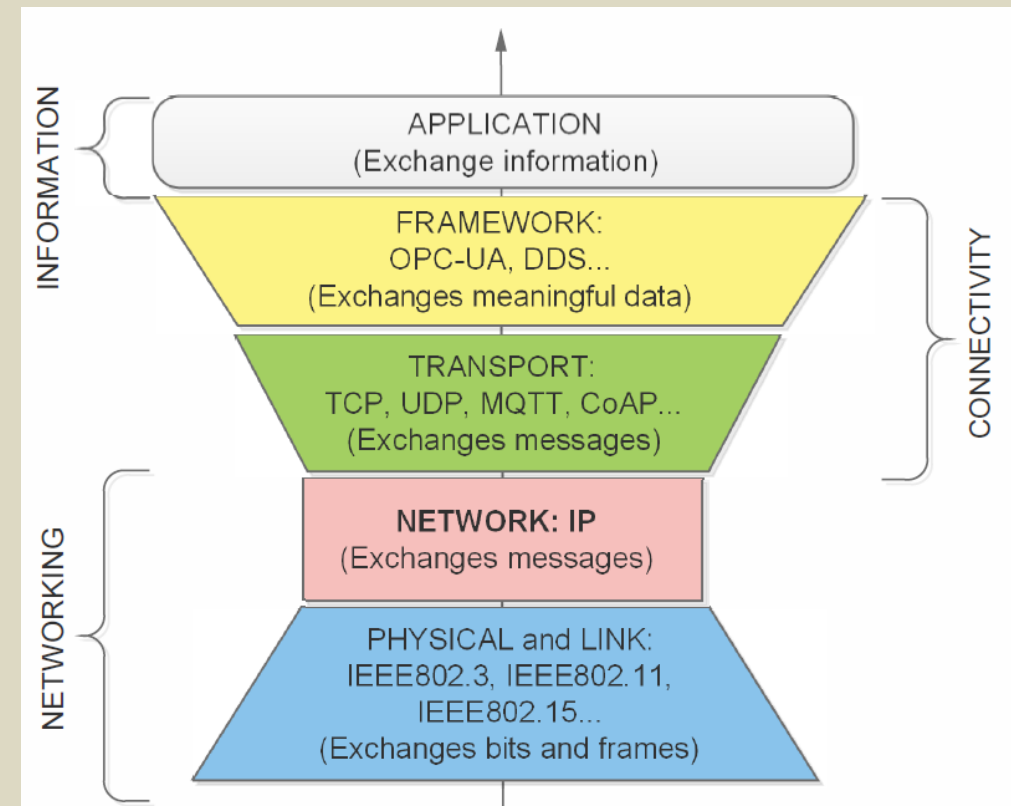 INFORMATION
APPLICATION
(Exchange information)
FRAMEWORK:
OPC-UA, DDS...
(Exchanges meaningful data)
CONNECTIVITY
TRANSPORT:
TCP, UDP, MQTT, CoAP...
(Exchanges messages)
NETWORKING
NETWORK: IP
(Exchanges messages)
PHYSICAL and LINK:
IEEE802.3, IEEE802.11,
IEEE802.15...
(Exchanges bits and frames)